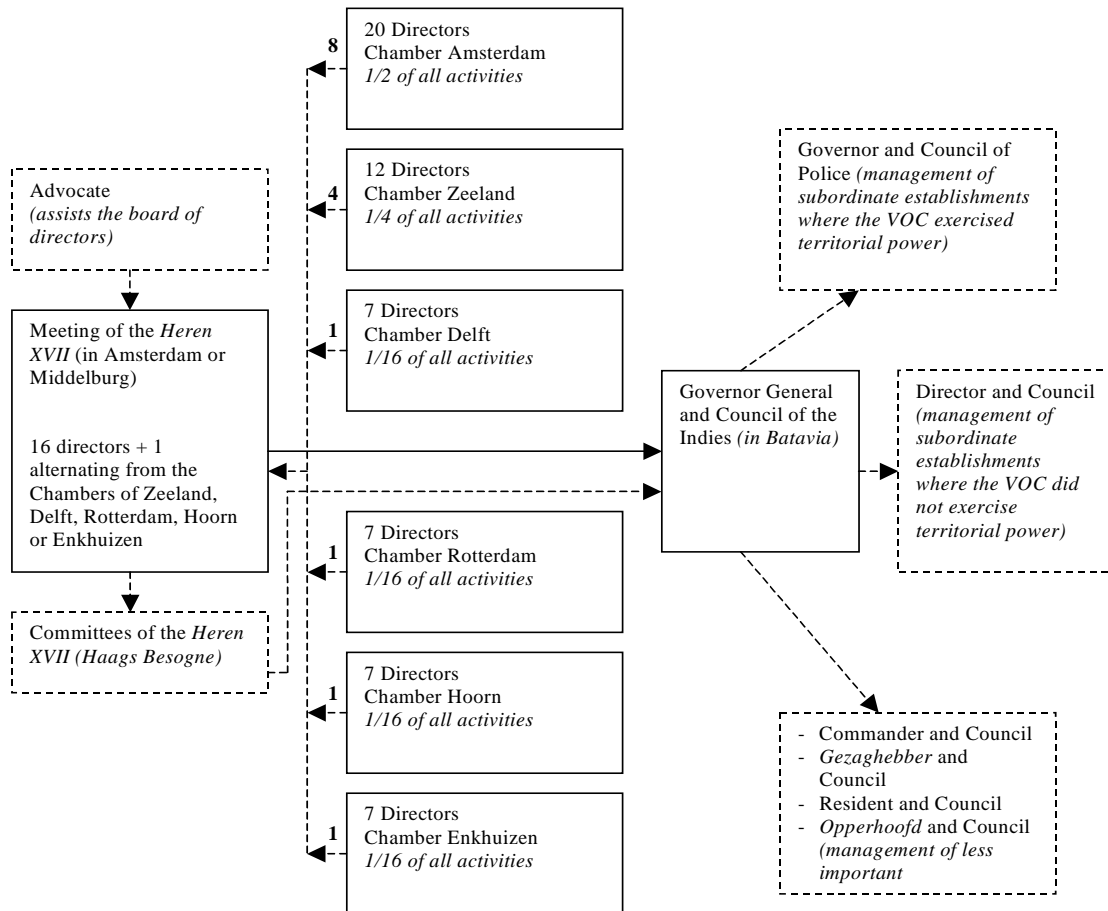 Advocate
(assists the board of
directors)
Meeting of the Heren
XVII (in Amsterdam or
Middelburg)
16 directors + 1
alternating from the
Chambers of Zeeland,
Delft, Rotterdam, Hoorn
or Enkhuizen
Committees of the Heren
XVII (Haags Besogne)
8
20 Directors
Chamber Amsterdam
1/2 of all activities
4
12 Directors
Chamber Zeeland
1/4 of all activities
1
7 Directors
Chamber Delft
1/16 of all activities
1
7 Directors
Chamber Rotterdam
1/16 of all activities
1
7 Directors
Chamber Hoorn
1/16 of all activities
1
7 Directors
Chamber Enkhuizen
1/16 of all activities
Governor General
and Council of the
Indies (in Batavia)
Governor and Council of
Police (management of
subordinate establishments
where the VOC exercised
territorial power)
Director and Council
(management of
subordinate
establishments
where the VOC did
not exercise
territorial power)
- Commander and Council
- Gezaghebber and
Council
- Resident and Council
- Opperhoofd and Council
(management of less
important